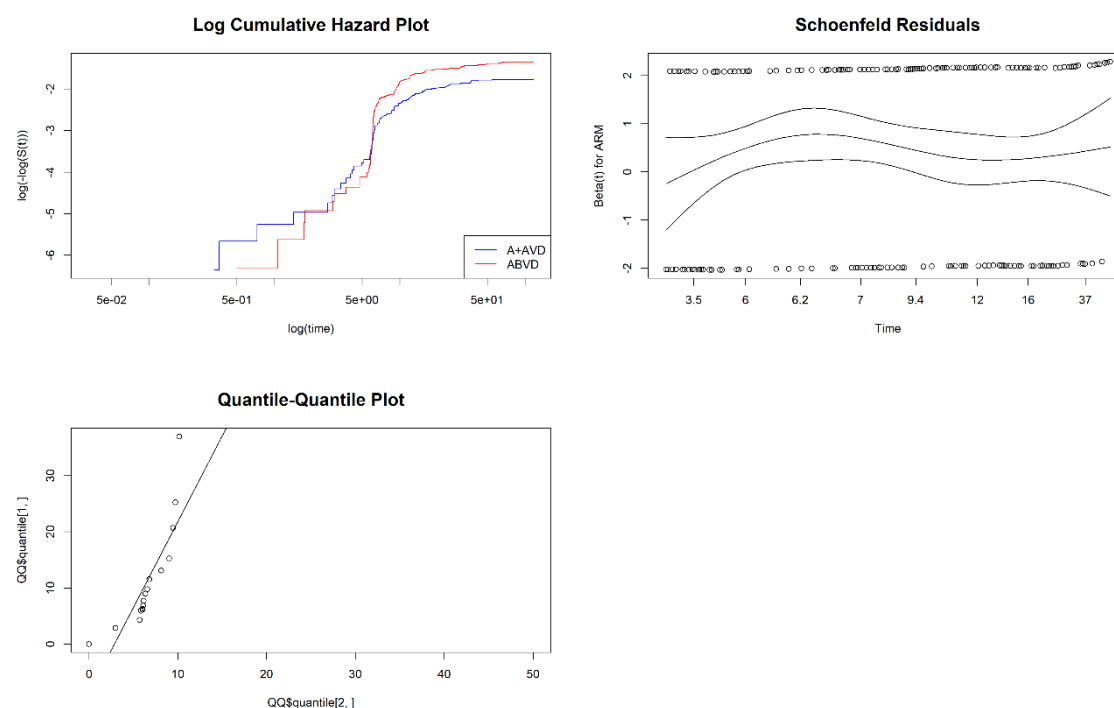 Log Cumulative Hazard Plot
log(-log(S(t)))
-2
-3
-4
-5
-6
A+AVD
ABVD
5e-02 5e-01 5e+00 5e+01
log(time)
Schoenfeld Residuals
Beta(t) for ARM
2
1
0
-1
-2
3.5 6 6.2 7 9.4 12 16 37
Time
Quantile-Quantile Plot
QQ$quantile[1, ]
30
20
10
0
0 10 20 30 40 50
QQ$quantile[2, ]